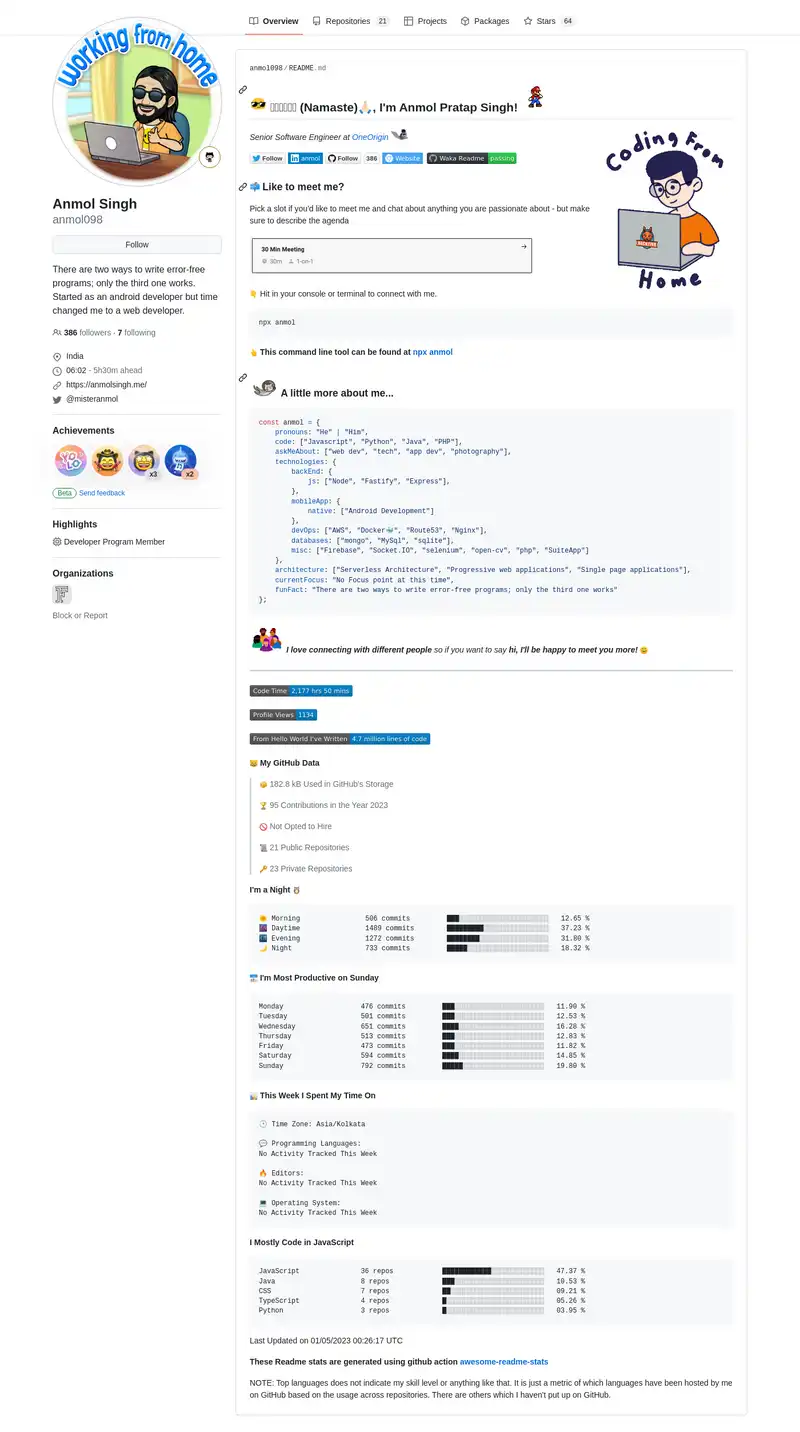 Overview Repositories 21 Projects Packages Stars 64
working from home
Anmol Singh
anmol098
Follow
There are two ways to write error-free
programs; only the third one works.
Started as an android developer but time
changed me to a web developer.
386 followers · 7 following
India
06:02 - 5h30m ahead
https://anmolsingh.me/
@misteranmol
Achievements
YOLO
x3
x2
Beta Send feedback
Highlights
Developer Program Member
Organizations
Block or Report
anmol098/README.md
😎 (Namaste)🙏🏻, I'm Anmol Pratap Singh!
Senior Software Engineer at OneOrigin
Follow anmol Follow 386 Website Waka Readme passing
Coding From
Home
📫 Like to meet me?
Pick a slot if you'd like to meet me and chat about anything you are passionate about - but make
sure to describe the agenda
30 Min Meeting →
30m 1-on-1
👇 Hit in your console or terminal to connect with me.
npx anmol
👆 This command line tool can be found at npx anmol
A little more about me...
const anmol = {
pronouns: "He" | "Him",
code: ["Javascript", "Python", "Java", "PHP"],
askMeAbout: ["web dev", "tech", "app dev", "photography"],
technologies: {
backEnd: {
js: ["Node", "Fastify", "Express"],
},
mobileApp: {
native: ["Android Development"]
},
devOps: ["AWS", "Docker🐳", "Route53", "Nginx"],
databases: ["mongo", "MySql", "sqlite"],
misc: ["Firebase", "Socket.IO", "selenium", "open-cv", "php", "SuiteApp"]
},
architecture: ["Serverless Architecture", "Progressive web applications", "Single page applications"],
currentFocus: "No Focus point at this time",
funFact: "There are two ways to write error-free programs; only the third one works"
};
I love connecting with different people so if you want to say hi, I'll be happy to meet you more! 😊
Code Time 2,177 hrs 50 mins
Profile Views 1134
From Hello World I've Written 4.7 million lines of code
🐱 My GitHub Data
📦 182.8 kB Used in GitHub's Storage
🏆 95 Contributions in the Year 2023
🚫 Not Opted to Hire
📜 21 Public Repositories
🔑 23 Private Repositories
I'm a Night 🦉
🌞 Morning 506 commits 12.65 %
🌆 Daytime 1489 commits 37.23 %
🌃 Evening 1272 commits 31.80 %
🌙 Night 733 commits 18.32 %
📅 I'm Most Productive on Sunday
Monday 476 commits 11.90 %
Tuesday 501 commits 12.53 %
Wednesday 651 commits 16.28 %
Thursday 513 commits 12.83 %
Friday 473 commits 11.82 %
Saturday 594 commits 14.85 %
Sunday 792 commits 19.80 %
📊 This Week I Spent My Time On
🕑︎ Time Zone: Asia/Kolkata
💬 Programming Languages:
No Activity Tracked This Week
🔥 Editors:
No Activity Tracked This Week
💻 Operating System:
No Activity Tracked This Week
I Mostly Code in JavaScript
JavaScript 36 repos 47.37 %
Java 8 repos 10.53 %
CSS 7 repos 09.21 %
TypeScript 4 repos 05.26 %
Python 3 repos 03.95 %
Last Updated on 01/05/2023 00:26:17 UTC
These Readme stats are generated using github action awesome-readme-stats
NOTE: Top languages does not indicate my skill level or anything like that. It is just a metric of which languages have been hosted by me
on GitHub based on the usage across repositories. There are others which I haven't put up on GitHub.